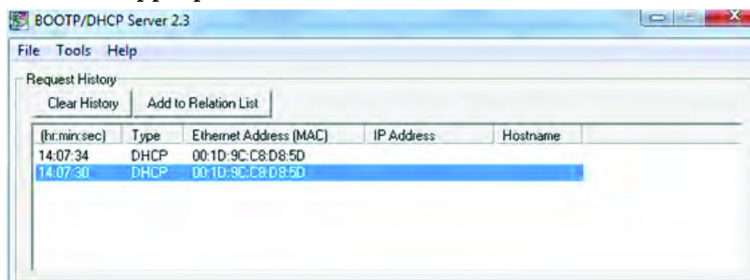 BOOTP/DHCP Server 2.3
File Tools Help
Request History
Clear History Add to Relation List
(hr:min:sec) Type Ethernet Address (MAC) IP Address Hostname
14:07:34 DHCP 00:1D:9C:C8:D8:5D
14:07:30 DHCP 00:1D:9C:C8:D8:5D